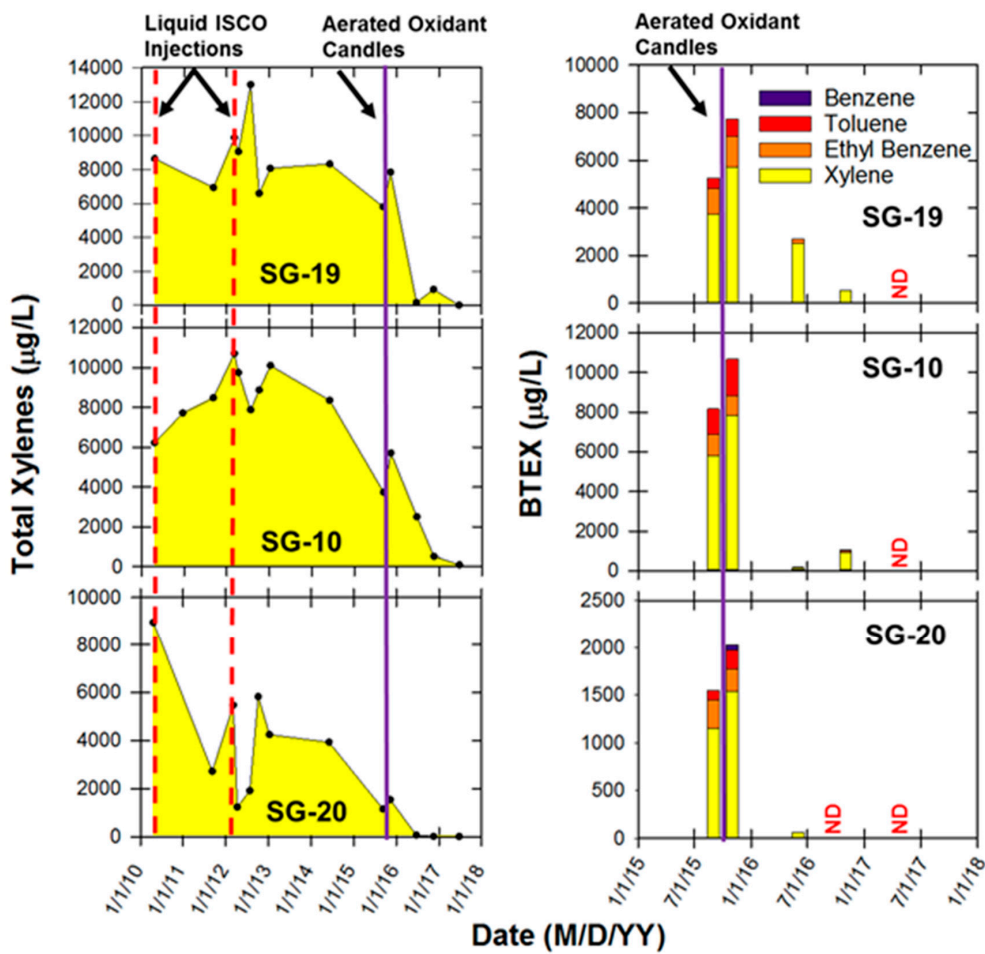 Liquid ISCO
Injections
Aerated Oxidant
Candles
Aerated Oxidant
Candles
Total Xylenes (μg/L)
14000
12000
10000
8000
6000
4000
2000
0
SG-19
12000
10000
8000
6000
4000
2000
0
SG-10
10000
8000
6000
4000
2000
0
SG-20
1/1/10
1/1/11
1/1/12
1/1/13
1/1/14
1/1/15
1/1/16
1/1/17
1/1/18
BTEX (μg/L)
10000
8000
6000
4000
2000
0
Benzene
Toluene
Ethyl Benzene
Xylene
SG-19
ND
12000
10000
8000
6000
4000
2000
0
SG-10
ND
2500
2000
1500
1000
500
0
SG-20
ND
ND
1/1/15
7/1/15
1/1/16
7/1/16
1/1/17
7/1/17
1/1/18
Date (M/D/YY)